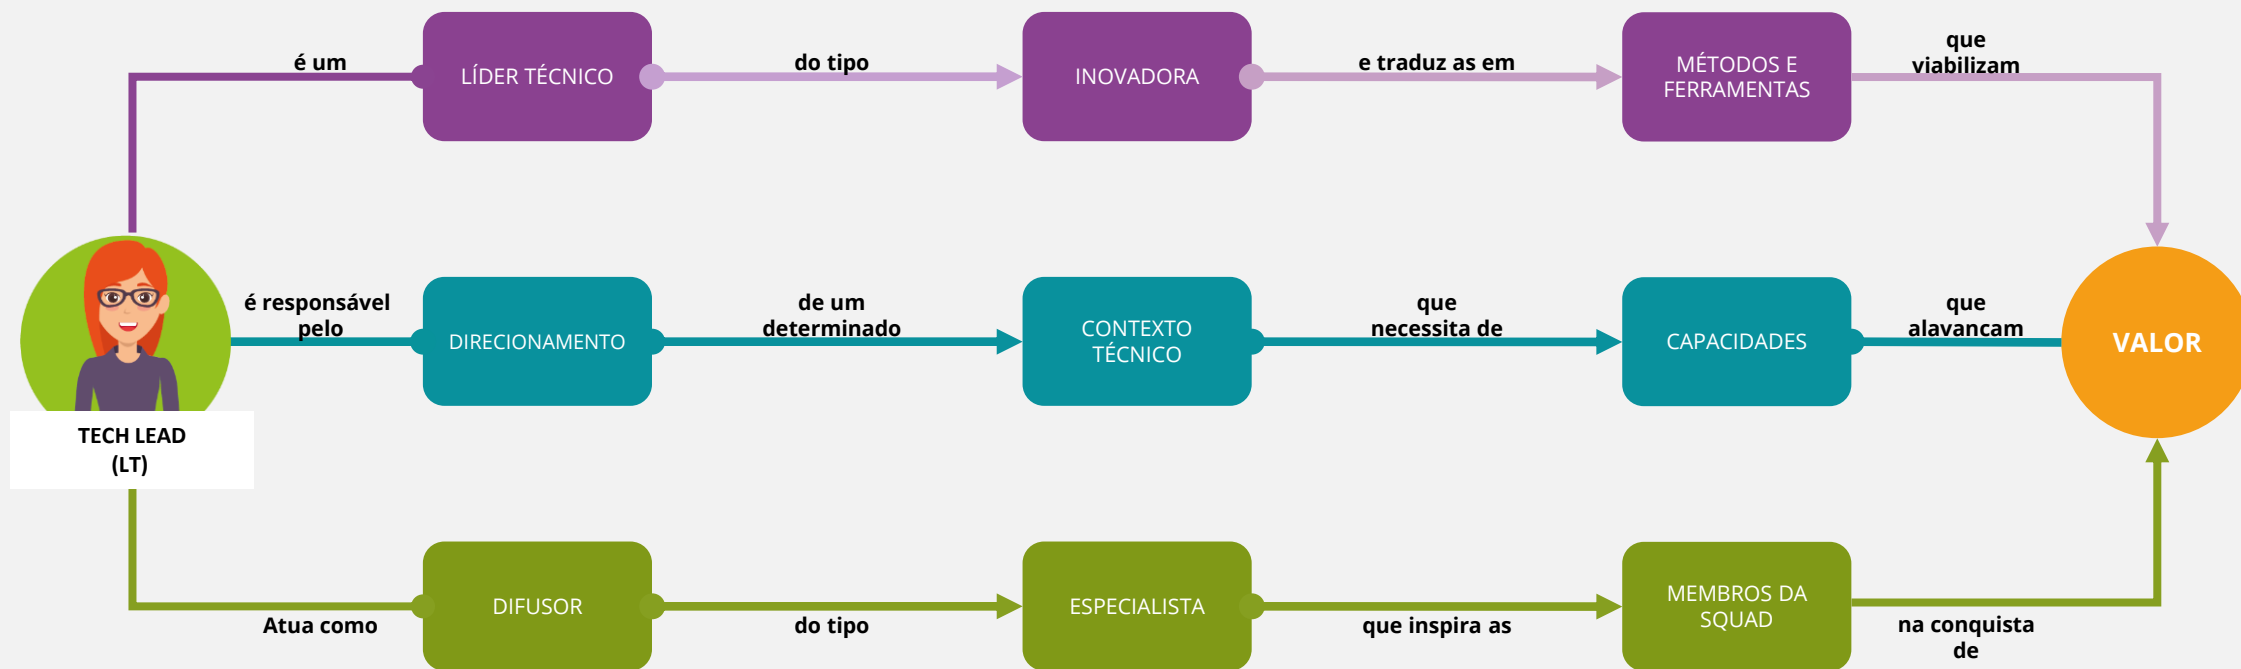 é um
LÍDER TÉCNICO
do tipo
INOVADORA
e traduz as em
MÉTODOS E
FERRAMENTAS
que
viabilizam
TECH LEAD
(LT)
é responsável
pelo
DIRECIONAMENTO
de um
determinado
CONTEXTO
TÉCNICO
que
necessita de
CAPACIDADES
que
alavancam
VALOR
Atua como
DIFUSOR
do tipo
ESPECIALISTA
que inspira as
MEMBROS DA
SQUAD
na conquista
de